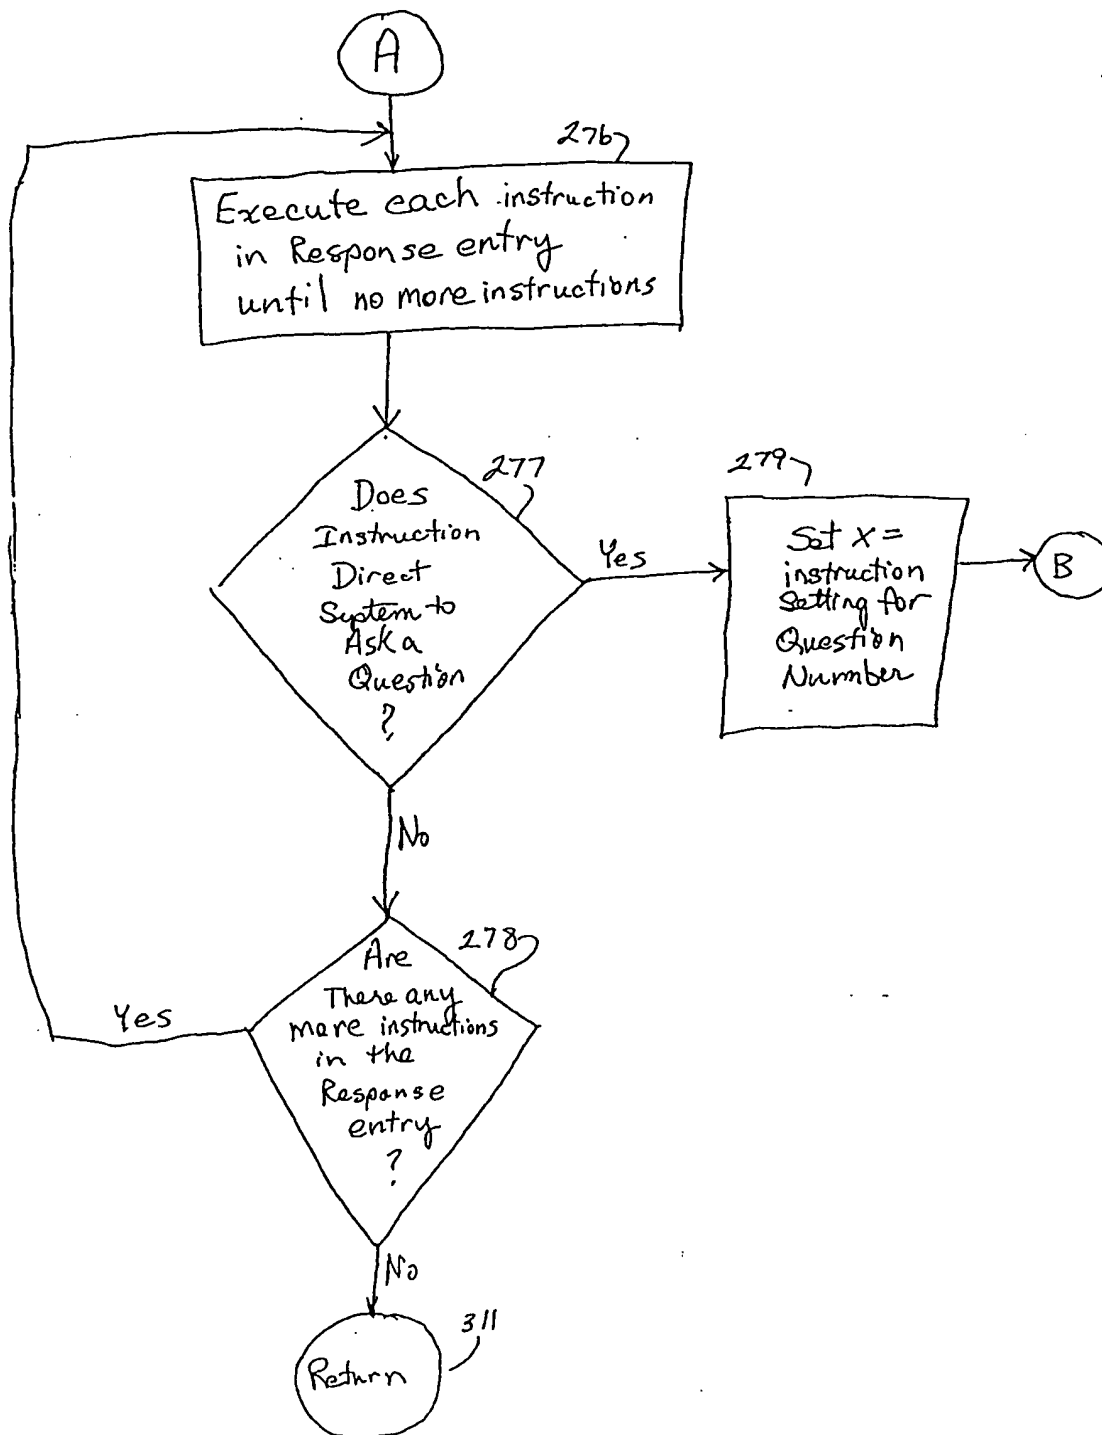 A
276
Execute each instruction
in Response entry
until no more instructions
277
Does
Instruction
Direct
System to
Ask a
Question
?
Yes
279
Set X =
instruction
Setting for
Question
Number
B
No
278
Are
There any
more instructions
in the
Response
entry
?
Yes
No
311
Return